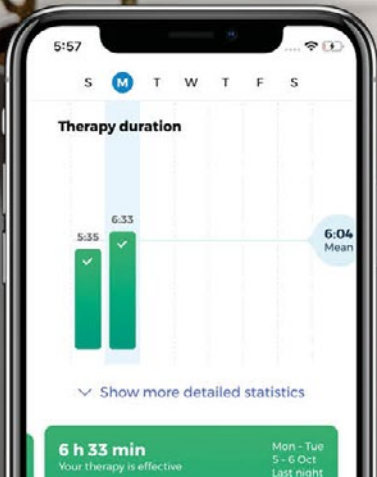 5:57
S M T W T F S
Therapy duration
6:33
5:35
6:04
Mean
Show more detailed statistics
6 h 33 min
Your therapy is effective
Mon - Tue
5 - 6 Oct
Last night